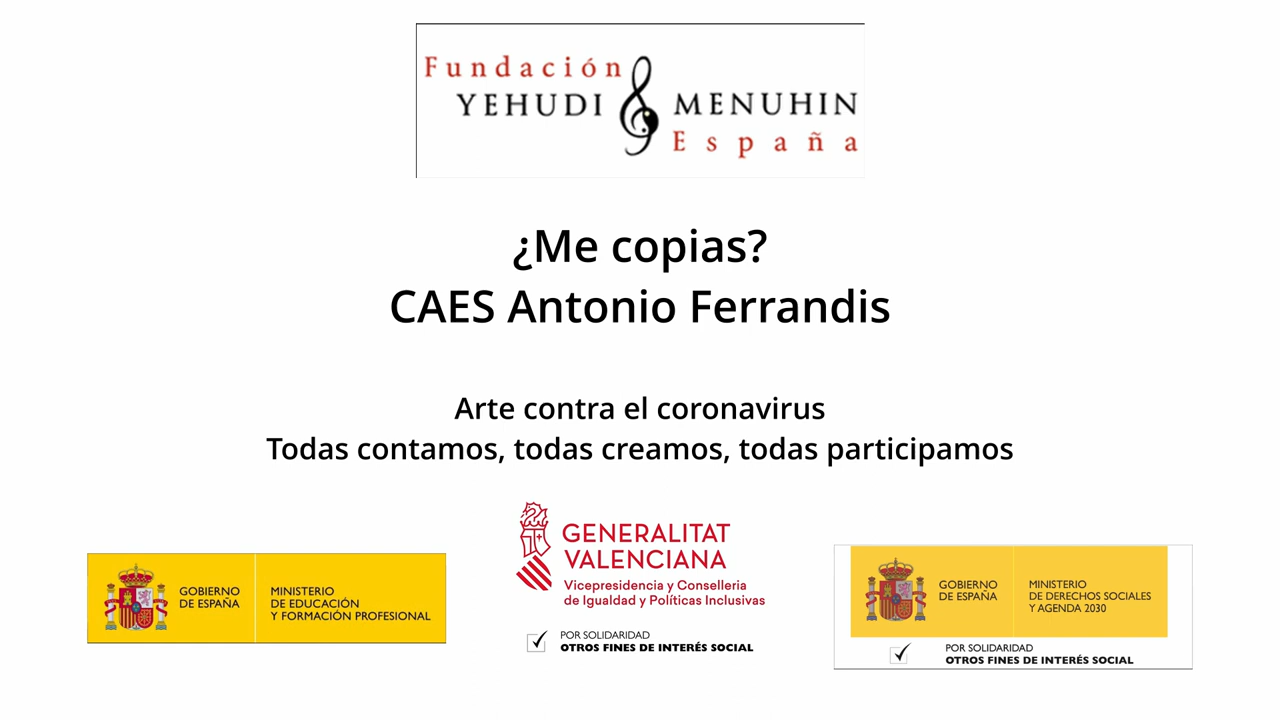 Fundación
YEHUDI MENUHIN
España
¿Me copias?
CAES Antonio Ferrandis
Arte contra el coronavirus
Todas contamos, todas creamos, todas participamos
GOBIERNO
DE ESPAÑA
MINISTERIO
DE EDUCACIÓN
Y FORMACIÓN PROFESIONAL
GENERALITAT
VALENCIANA
Vicepresidencia y Conselleria
de Igualdad y Políticas Inclusivas
POR SOLIDARIDAD
OTROS FINES DE INTERÉS SOCIAL
GOBIERNO
DE ESPAÑA
MINISTERIO
DE DERECHOS SOCIALES
Y AGENDA 2030
POR SOLIDARIDAD
OTROS FINES DE INTERÉS SOCIAL